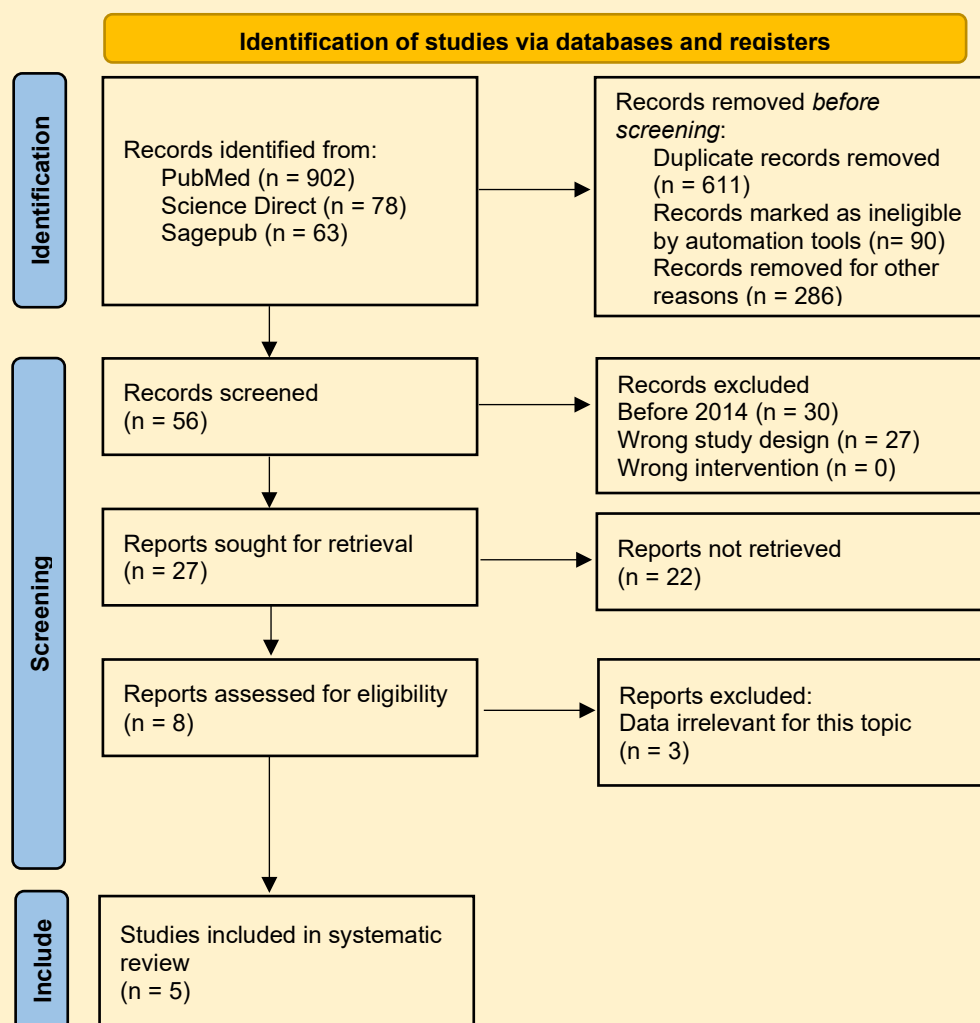 Identification of studies via databases and registers
Identification
Records identified from:
PubMed (n = 902)
Science Direct (n = 78)
Sagepub (n = 63)
Records removed before
screening:
Duplicate records removed
(n = 611)
Records marked as ineligible
by automation tools (n= 90)
Records removed for other
reasons (n = 286)
Screening
Records screened
(n = 56)
Records excluded
Before 2014 (n = 30)
Wrong study design (n = 27)
Wrong intervention (n = 0)
Reports sought for retrieval
(n = 27)
Reports not retrieved
(n = 22)
Reports assessed for eligibility
(n = 8)
Reports excluded:
Data irrelevant for this topic
(n = 3)
Include
Studies included in systematic
review
(n = 5)